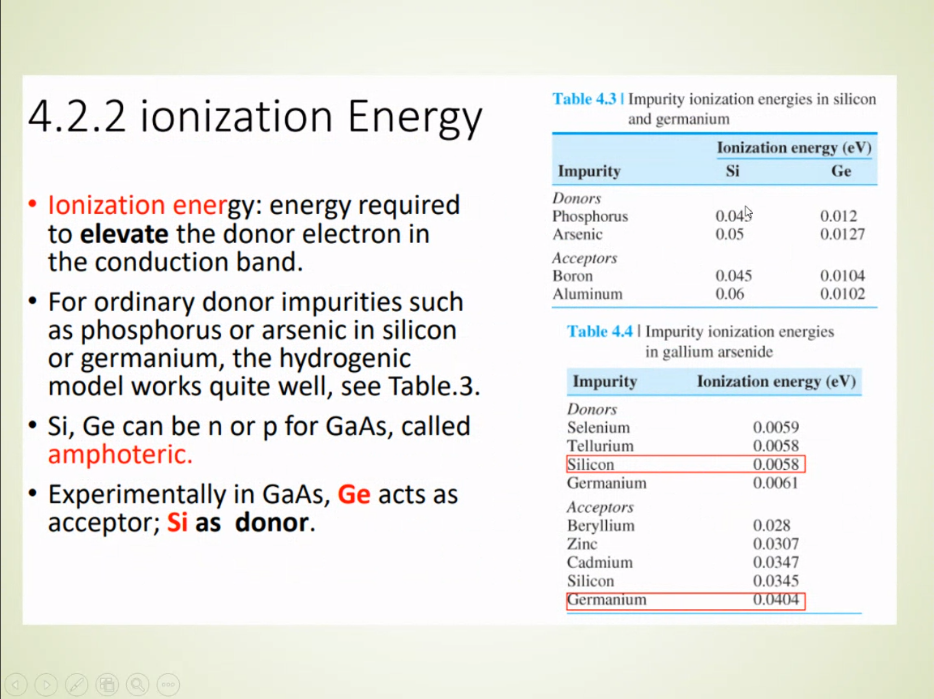 4.2.2 ionization Energy
• Ionization energy: energy required
to elevate the donor electron in
the conduction band.
• For ordinary donor impurities such
as phosphorus or arsenic in silicon
or germanium, the hydrogenic
model works quite well, see Table.3.
• Si, Ge can be n or p for GaAs, called
amphoteric.
• Experimentally in GaAs, Ge acts as
acceptor; Si as donor.
Table 4.3 | Impurity ionization energies in silicon
and germanium
Ionization energy (eV)
Impurity Si Ge
Donors
Phosphorus 0.045 0.012
Arsenic 0.05 0.0127
Acceptors
Boron 0.045 0.0104
Aluminum 0.06 0.0102
Table 4.4 | Impurity ionization energies
in gallium arsenide
Impurity Ionization energy (eV)
Donors
Selenium 0.0059
Tellurium 0.0058
Silicon 0.0058
Germanium 0.0061
Acceptors
Beryllium 0.028
Zinc 0.0307
Cadmium 0.0347
Silicon 0.0345
Germanium 0.0404